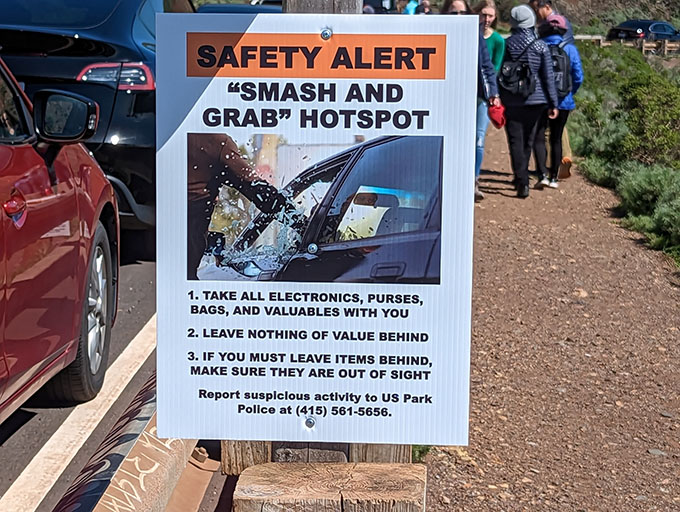 SAFETY ALERT
“SMASH AND
GRAB” HOTSPOT
1. TAKE ALL ELECTRONICS, PURSES,
BAGS, AND VALUABLES WITH YOU
2. LEAVE NOTHING OF VALUE BEHIND
3. IF YOU MUST LEAVE ITEMS BEHIND,
MAKE SURE THEY ARE OUT OF SIGHT
Report suspicious activity to US Park
Police at (415) 561-5656.